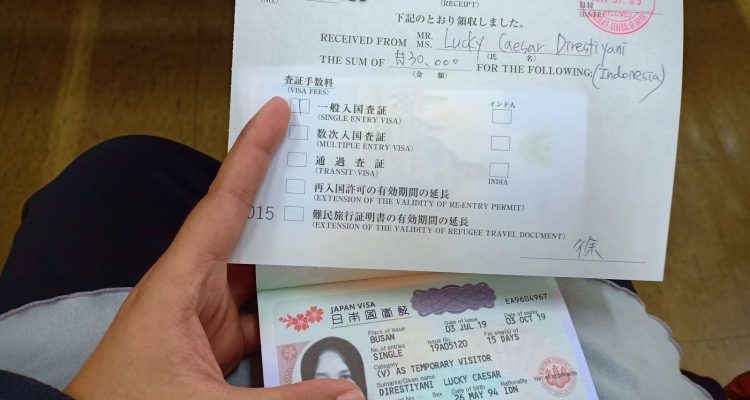 (RECEIPT)
下記のとおり領収しました。
(DATE)
RECEIVED FROM MR. MS. Lucky Caesar Direstiyani
(氏 名)
THE SUM OF ₩30,000 FOR THE FOLLOWING: (Indonesia)
(金 額)
査証手数料
(VISA FEES)
インド人
一般入国査証
(SINGLE ENTRY VISA)
数次入国査証
(MULTIPLE ENTRY VISA)
通過査証
(TRANSIT VISA)
INDIA
再入国許可の有効期間の延長
(EXTENSION OF THE VALIDITY OF RE-ENTRY PERMIT)
015
難民旅行証明書の有効期間の延長
(EXTENSION OF THE VALIDITY OF REFUGEE TRAVEL DOCUMENT)
徐
JAPAN VISA
日本国査証
EA9604967
Place of issue
BUSAN
Date of issue
03 JUL 19
Date of expiry
03 OCT 19
No.of entries
SINGLE
19A0512D
For stay(s) of
15 DAYS
Category
(V) AS TEMPORARY VISITOR
Surname/Given name
DIRESTIYANI LUCKY CAESAR
Date of birth
26 MAY 94
Nationality
IDN